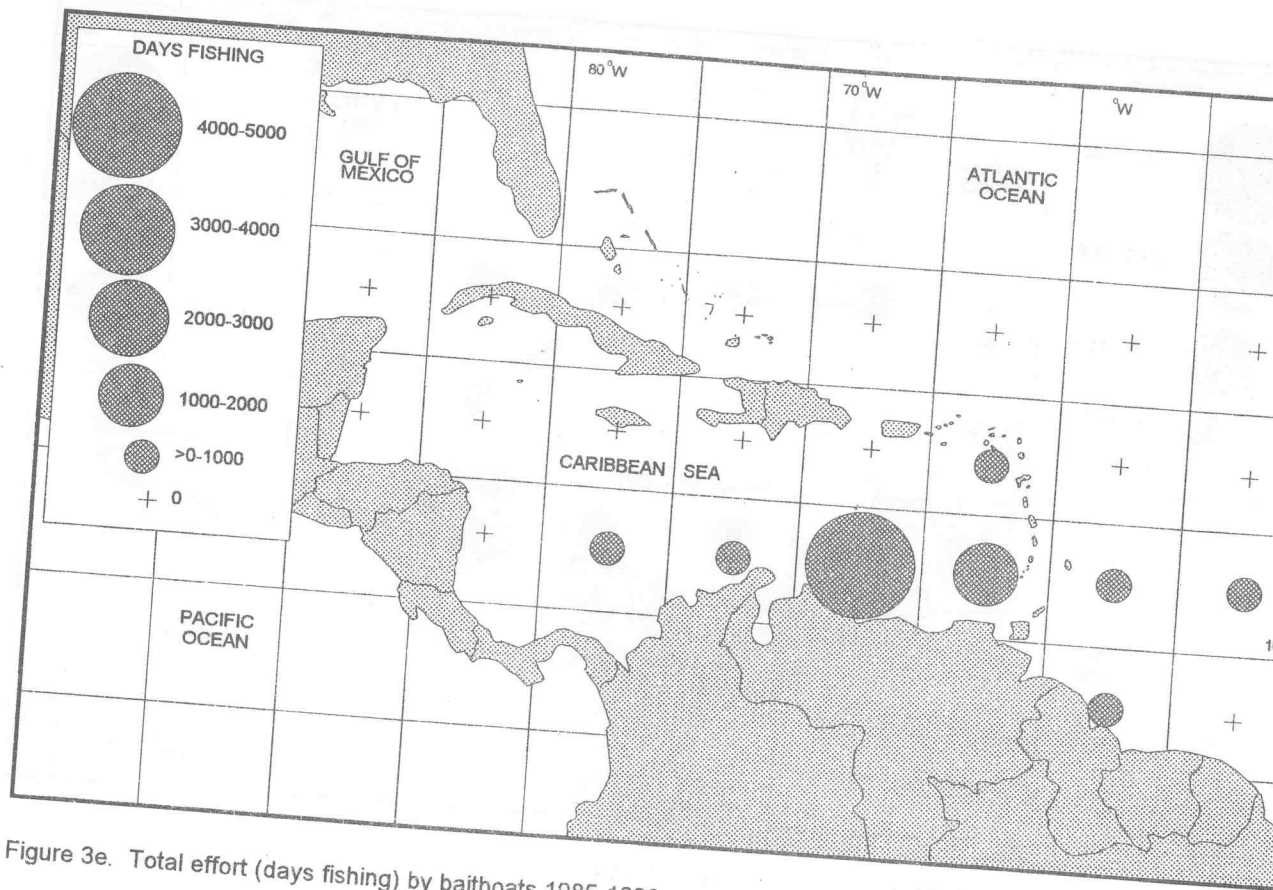 DAYS FISHING
4000-5000
3000-4000
2000-3000
1000-2000
>0-1000
0
80°W
70°W
°W
GULF OF
MEXICO
ATLANTIC
OCEAN
CARIBBEAN SEA
PACIFIC
OCEAN
Figure 3e. Total effort (days fishing) by baitboats